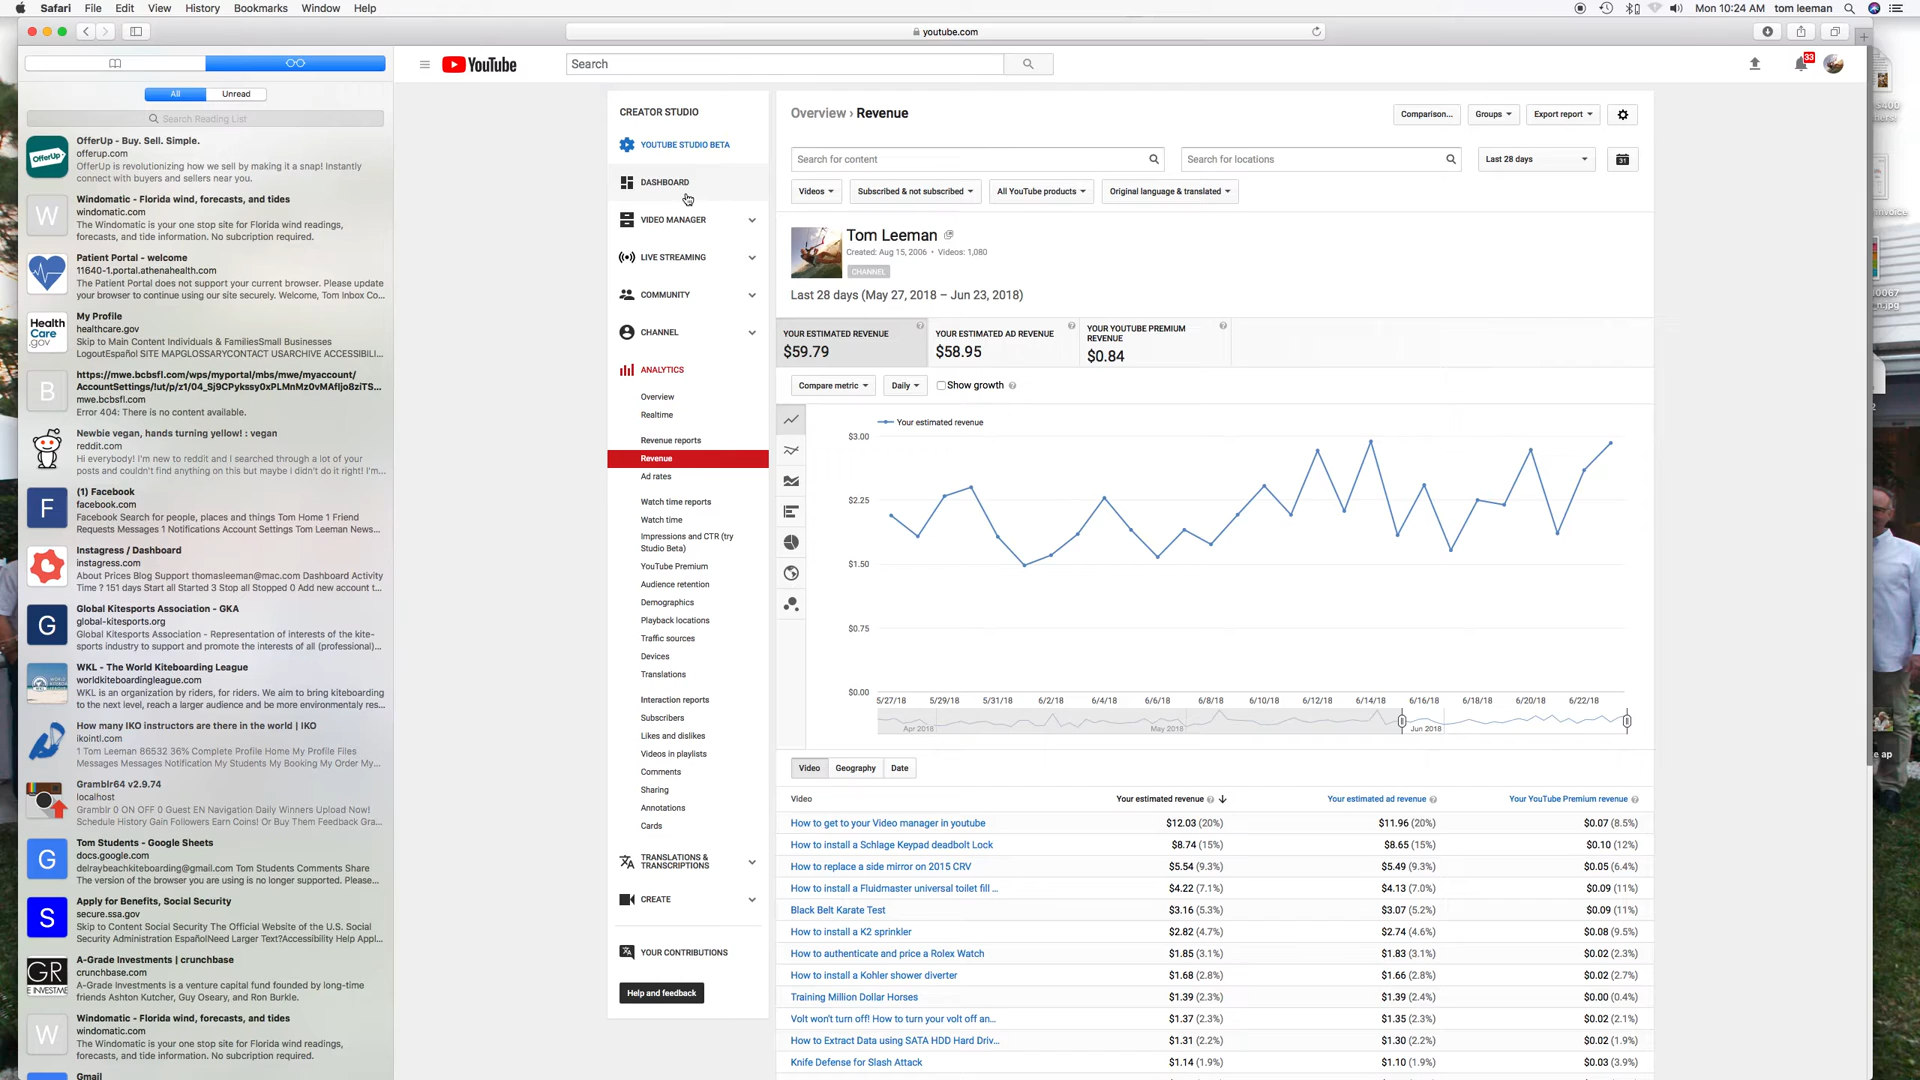 Safari File Edit View History Bookmarks Window Help
Mon 10:24 AM tom leeman
youtube.com
All Unread
Search Reading List
OfferUp - Buy. Sell. Simple.
offerup.com
OfferUp is revolutionizing how we sell by making it a snap! Instantly
connect with buyers and sellers near you.
W
Windomatic - Florida wind, forecasts, and tides
windomatic.com
The Windomatic is your one stop site for Florida wind readings,
forecasts, and tide information. No subcription required.
Patient Portal - welcome
11640-1.portal.athenahealth.com
The Patient Portal does not support your current browser. Please update
your browser to continue using our site securely. Welcome, Tom Inbox Co...
Health
Care
.gov
My Profile
healthcare.gov
Skip to Main Content Individuals & FamiliesSmall Businesses
LogoutEspañol SITE MAPGLOSSARYCONTACT USARCHIVE ACCESSIBILI...
B
https://mwe.bcbsfl.com/wps/myportal/mbs/mwe/myaccount/
AccountSettings/!ut/p/z1/04_Sj9CPykssy0xPLMnMz0vMAfIjo8ziTS...
mwe.bcbsfl.com
Error 404: There is no content available.
Newbie vegan, hands turning yellow! : vegan
reddit.com
Hi everybody! I'm new to reddit and I searched through a lot of your
posts and couldn't find anything on this but maybe i didn't do it right! I'm...
F
(1) Facebook
facebook.com
Facebook Search for people, places and things Tom Home 1 Friend
Requests Messages 1 Notifications Account Settings Tom Leeman News...
Instagress / Dashboard
instagress.com
About Prices Blog Support thomasleeman@mac.com Dashboard Activity
Time ? 151 days Start all Started 3 Stop all Stopped 0 Add new account t...
G
Global Kitesports Association - GKA
global-kitesports.org
Global Kitesports Association - Representation of interests of the kite-
sports industry to support and promote the interests of all (professional)...
WKL - The World Kiteboarding League
worldkiteboardingleague.com
WKL is an organization by riders, for riders. We aim to bring kiteboarding
to the next level, reach a larger audience and be more environmentaly res...
How many IKO instructors are there in the world | IKO
ikointl.com
1 Tom Leeman 86532 36% Complete Profile Home My Profile Files
Messages Messages Notification My Students My Booking My Order My...
Gramblr64 v2.9.74
localhost
Gramblr 0 ON OFF 0 Guest EN Navigation Daily Winners Upload Now!
Schedule History Gain Followers Earn Coins! Or Buy Them Feedback Gra...
G
Tom Students - Google Sheets
docs.google.com
delraybeachkiteboarding@gmail.com Tom Students Comments Share
The version of the browser you are using is no longer supported. Please...
S
Apply for Benefits, Social Security
secure.ssa.gov
Skip to Content Social Security The Official Website of the U.S. Social
Security Administration EspañolNeed Larger Text?Accessibility Help Appl...
GR
A-Grade Investments | crunchbase
crunchbase.com
A-Grade Investments is a venture capital fund founded by long-time
friends Ashton Kutcher, Guy Oseary, and Ron Burkle.
W
Windomatic - Florida wind, forecasts, and tides
windomatic.com
The Windomatic is your one stop site for Florida wind readings,
forecasts, and tide information. No subcription required.
Gmail
YouTube
Search
33
CREATOR STUDIO
YOUTUBE STUDIO BETA
DASHBOARD
VIDEO MANAGER
LIVE STREAMING
COMMUNITY
CHANNEL
ANALYTICS
Overview
Realtime
Revenue reports
Revenue
Ad rates
Watch time reports
Watch time
Impressions and CTR (try
Studio Beta)
YouTube Premium
Audience retention
Demographics
Playback locations
Traffic sources
Devices
Translations
Interaction reports
Subscribers
Likes and dislikes
Videos in playlists
Comments
Sharing
Annotations
Cards
TRANSLATIONS &
TRANSCRIPTIONS
CREATE
YOUR CONTRIBUTIONS
Help and feedback
Overview › Revenue
Comparison... Groups Export report
Search for content Search for locations Last 28 days 31
Videos Subscribed & not subscribed All YouTube products Original language & translated
Tom Leeman
Created: Aug 15, 2006 • Videos: 1,080
CHANNEL
Last 28 days (May 27, 2018 – Jun 23, 2018)
YOUR ESTIMATED REVENUE
$59.79
YOUR ESTIMATED AD REVENUE
$58.95
YOUR YOUTUBE PREMIUM
REVENUE
$0.84
Compare metric Daily Show growth
Your estimated revenue
$3.00
$2.25
$1.50
$0.75
$0.00
5/27/18 5/29/18 5/31/18 6/2/18 6/4/18 6/6/18 6/8/18 6/10/18 6/12/18 6/14/18 6/16/18 6/18/18 6/20/18 6/22/18
Apr 2018 May 2018 Jun 2018
Video Geography Date
Video Your estimated revenue Your estimated ad revenue Your YouTube Premium revenue
How to get to your Video manager in youtube $12.03 (20%) $11.96 (20%) $0.07 (8.5%)
How to install a Schlage Keypad deadbolt Lock $8.74 (15%) $8.65 (15%) $0.10 (12%)
How to replace a side mirror on 2015 CRV $5.54 (9.3%) $5.49 (9.3%) $0.05 (6.4%)
How to install a Fluidmaster universal toilet fill ... $4.22 (7.1%) $4.13 (7.0%) $0.09 (11%)
Black Belt Karate Test $3.16 (5.3%) $3.07 (5.2%) $0.09 (11%)
How to install a K2 sprinkler $2.82 (4.7%) $2.74 (4.6%) $0.08 (9.5%)
How to authenticate and price a Rolex Watch $1.85 (3.1%) $1.83 (3.1%) $0.02 (2.3%)
How to install a Kohler shower diverter $1.68 (2.8%) $1.66 (2.8%) $0.02 (2.7%)
Training Million Dollar Horses $1.39 (2.3%) $1.39 (2.4%) $0.00 (0.4%)
Volt won't turn off! How to turn your volt off an... $1.37 (2.3%) $1.35 (2.3%) $0.02 (2.1%)
How to Extract Data using SATA HDD Hard Driv... $1.31 (2.2%) $1.30 (2.2%) $0.02 (1.9%)
Knife Defense for Slash Attack $1.14 (1.9%) $1.10 (1.9%) $0.03 (3.9%)